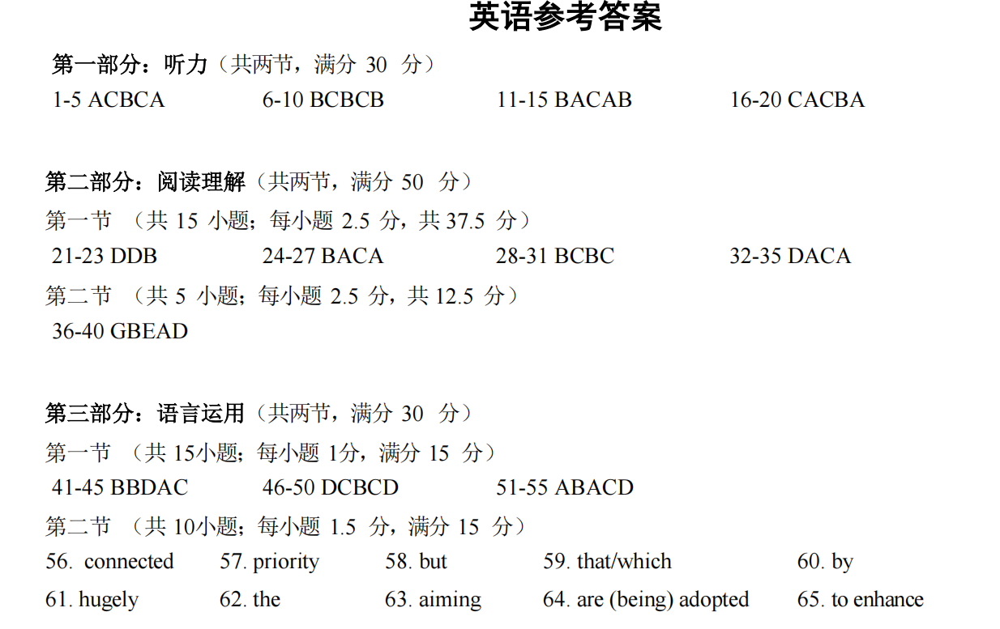 英语参考答案
第一部分：听力（共两节，满分 30 分）
1-5 ACBCA 6-10 BCBCB 11-15 BACAB 16-20 CACBA
第二部分：阅读理解（共两节，满分 50 分）
第一节 （共 15 小题；每小题 2.5 分，共 37.5 分）
21-23 DDB 24-27 BACA 28-31 BCBC 32-35 DACA
第二节 （共 5 小题；每小题 2.5 分，共 12.5 分）
36-40 GBEAD
第三部分：语言运用（共两节，满分 30 分）
第一节 （共 15小题；每小题 1分，满分 15 分）
41-45 BBDAC 46-50 DCBCD 51-55 ABACD
第二节 （共 10小题；每小题 1.5 分，满分 15 分）
56. connected 57. priority 58. but 59. that/which 60. by
61. hugely 62. the 63. aiming 64. are (being) adopted 65. to enhance